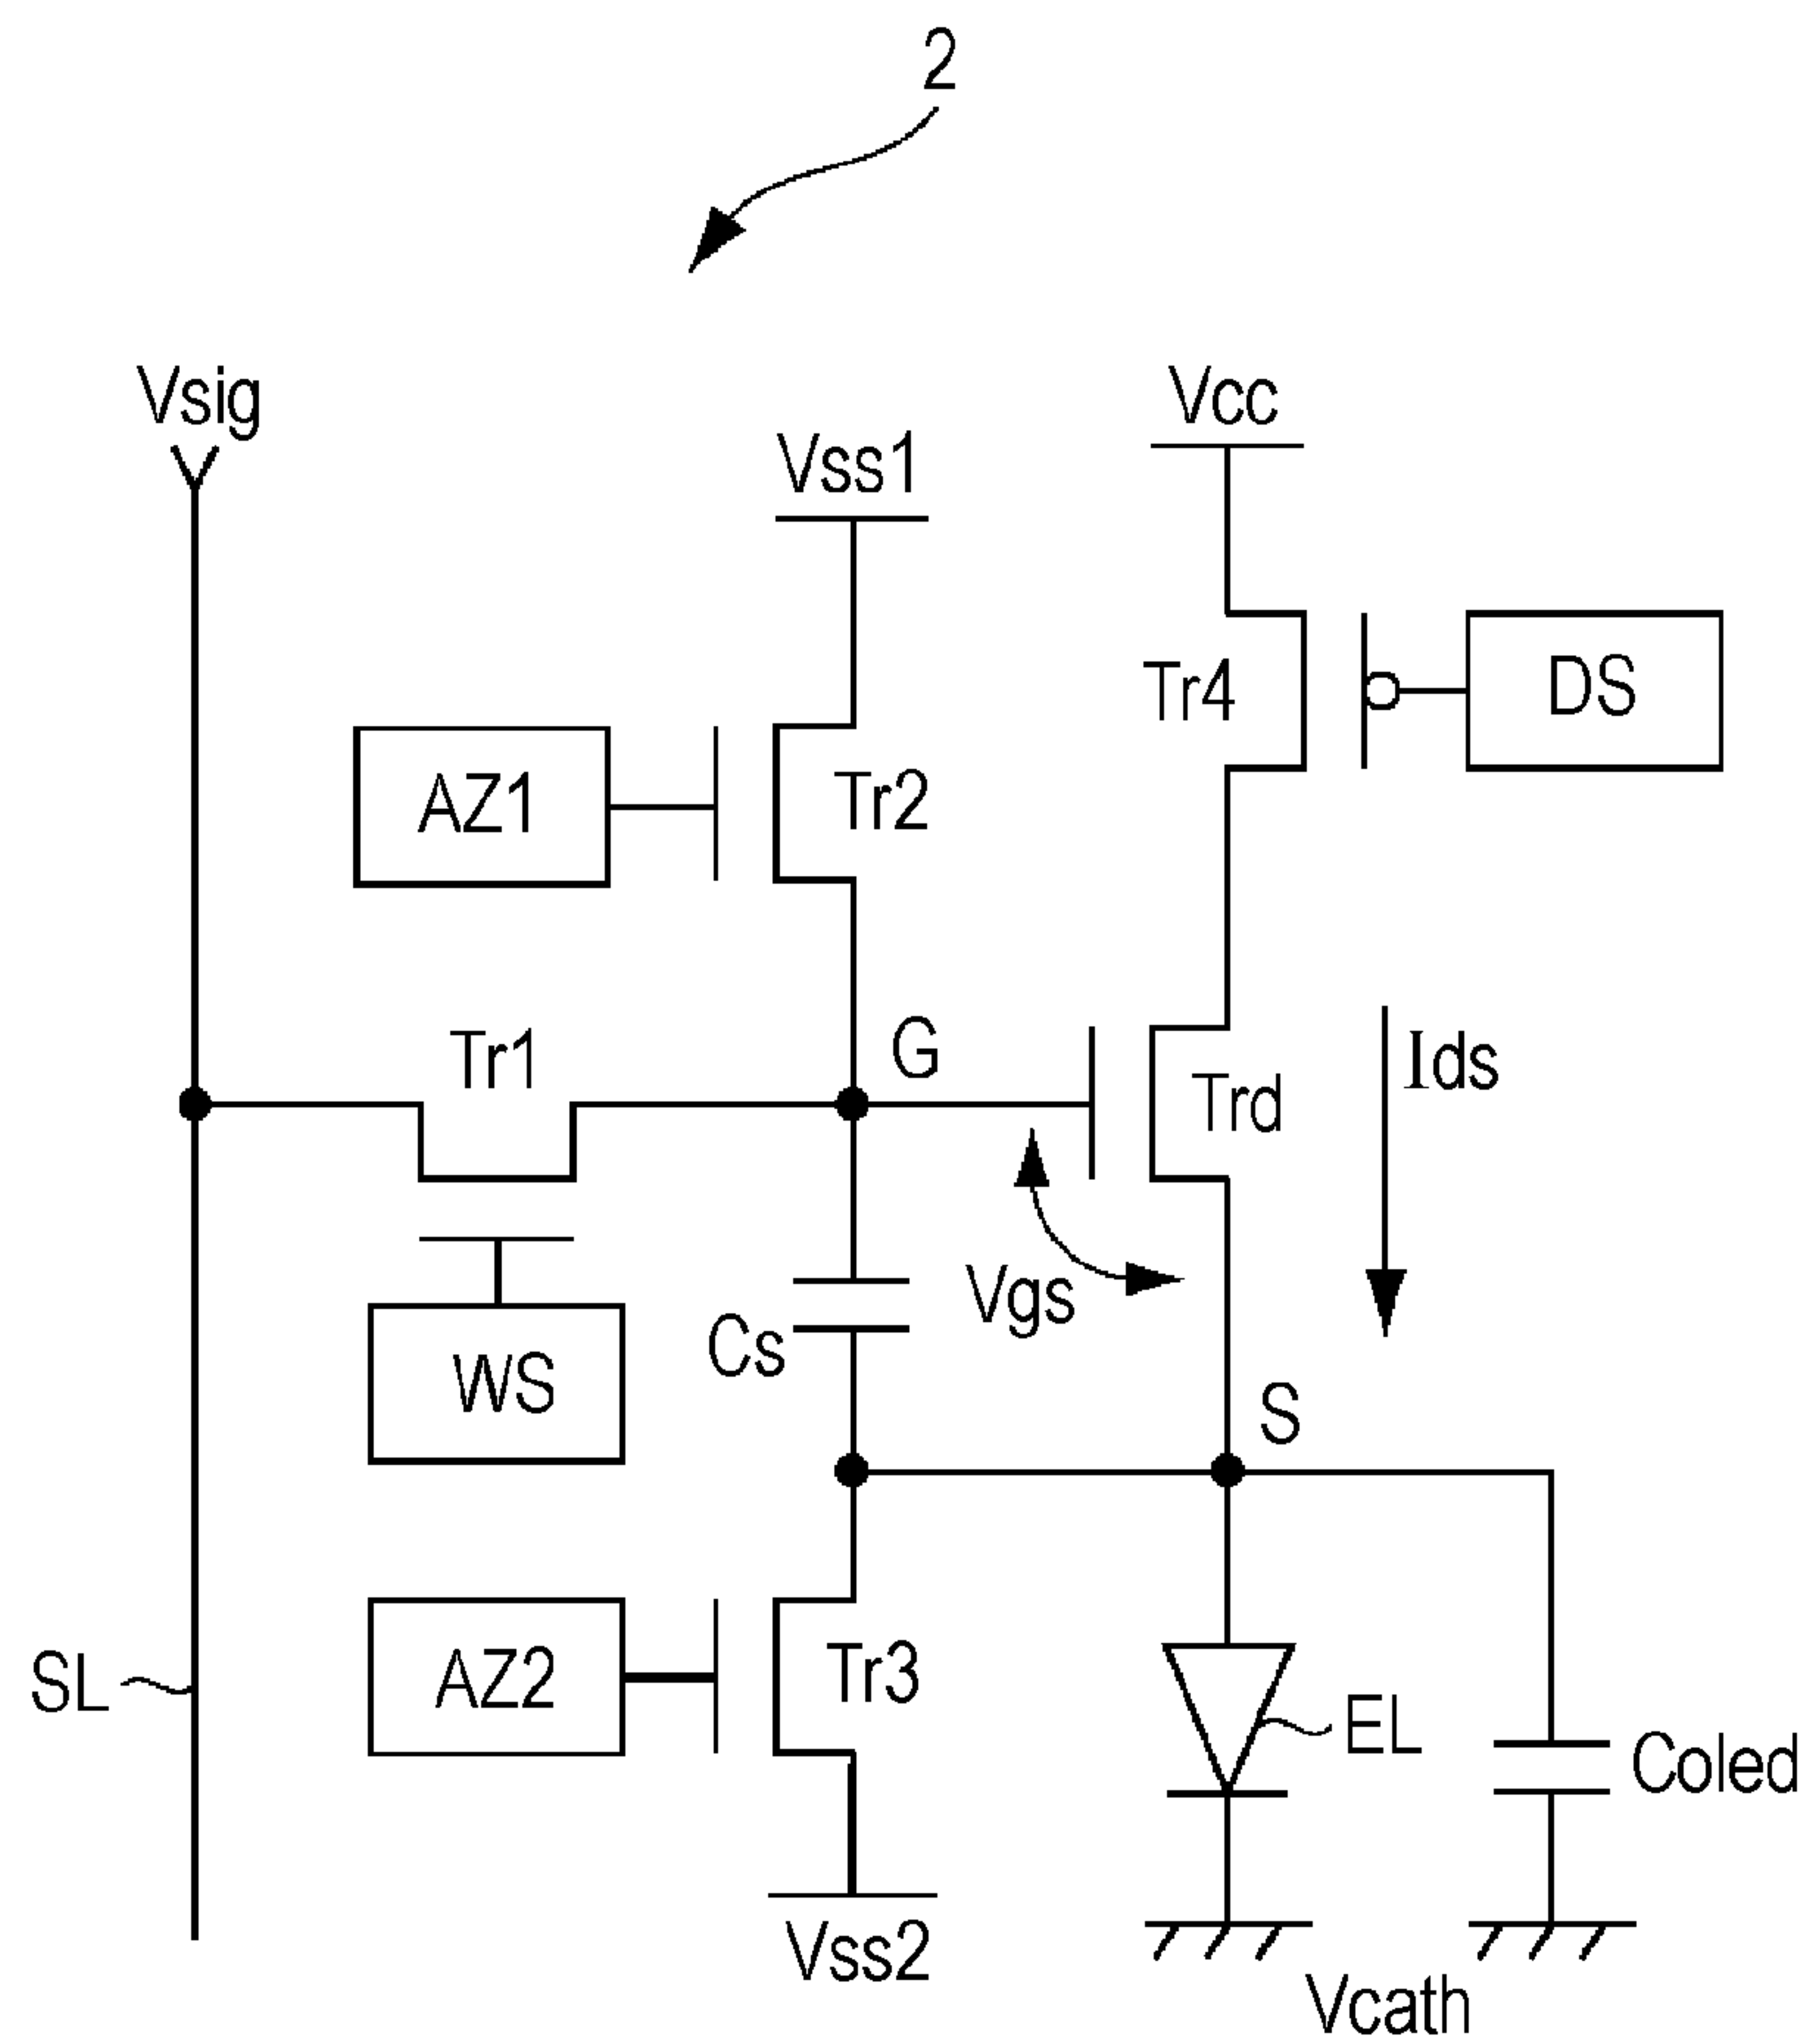 2
Vsig
Vcc
Vss1
Tr4
DS
AZ1
Tr2
Tr1
G
Ids
Trd
Vgs
Cs
WS
S
SL
AZ2
Tr3
EL
Coled
Vss2
Vcath